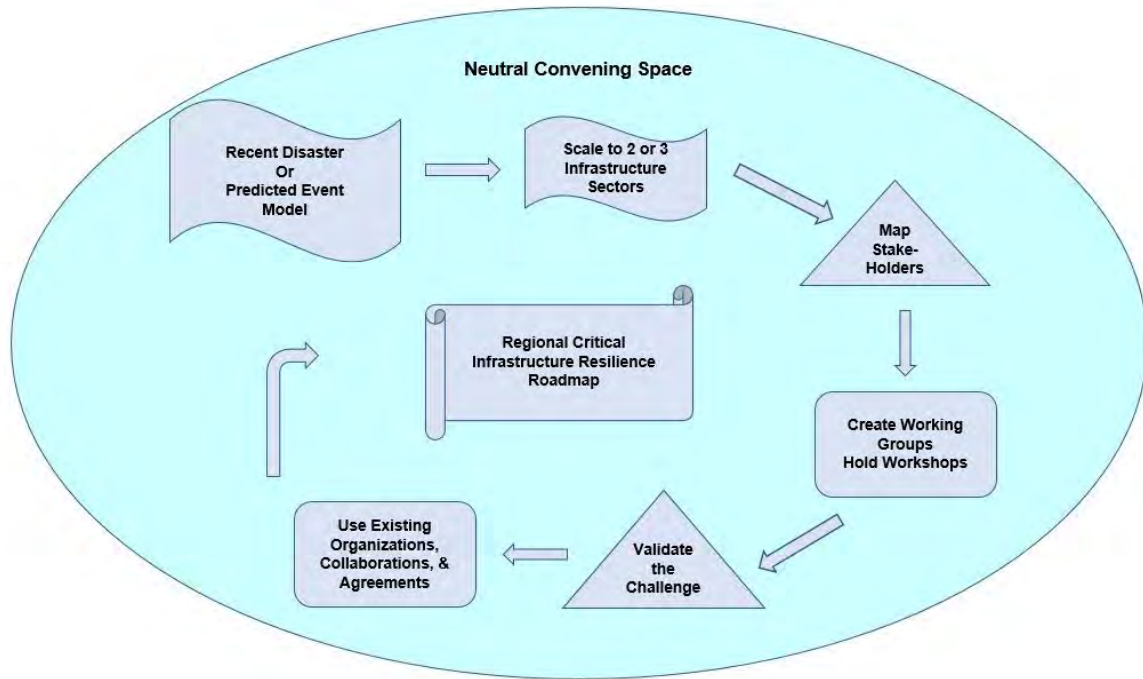 Neutral Convening Space
Recent Disaster
Or
Predicted Event
Model
Scale to 2 or 3
Infrastructure
Sectors
Map
Stake-
Holders
Create Working
Groups
Hold Workshops
Validate
the
Challenge
Use Existing
Organizations,
Collaborations, &
Agreements
Regional Critical
Infrastructure Resilience
Roadmap